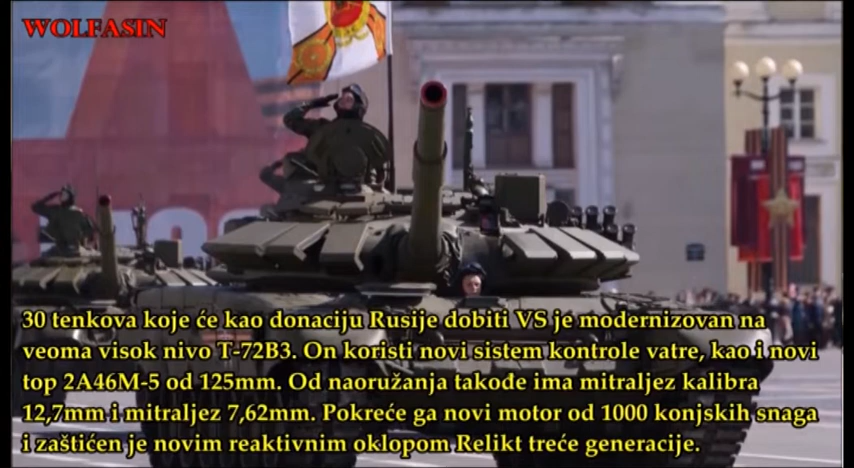 WOLFASIN
30 tenkova koje će kao donaciju Rusije dobiti VS je modernizovan na
veoma visok nivo T-72B3. On koristi novi sistem kontrole vatre, kao i novi
top 2A46M-5 od 125mm. Od naoružanja takođe ima mitraljez kalibra
12,7mm i mitraljez 7,62mm. Pokreće ga novi motor od 1000 konjskih snaga
i zaštićen je novim reaktivnim oklopom Relikt treće generacije.